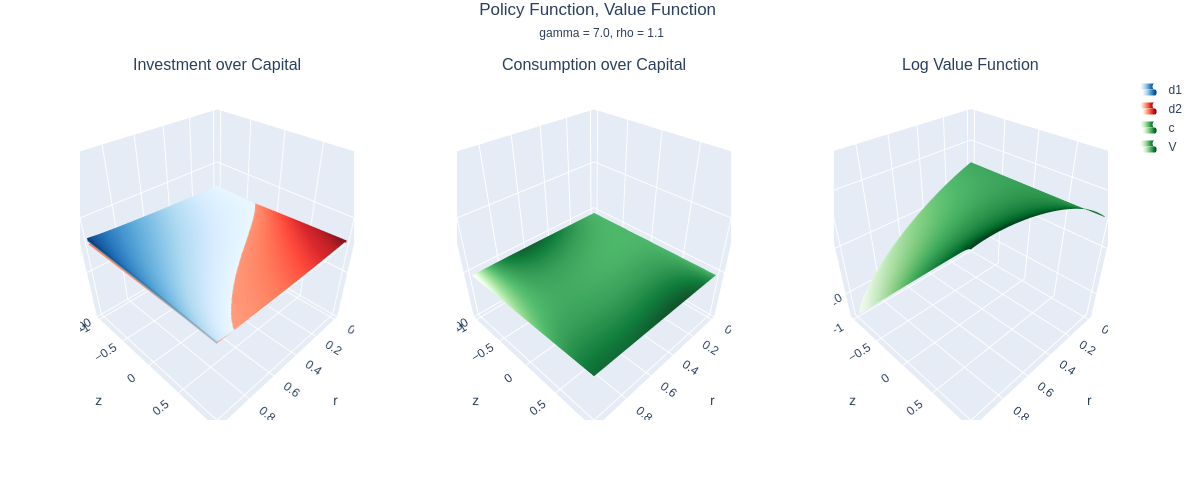 Policy Function, Value Function
gamma = 7.0, rho = 1.1
Investment over Capital
Consumption over Capital
Log Value Function
d1
d2
c
V
−0.5
0
0.5
z
0
0.2
0.4
0.6
0.8
r
−0.5
0
0.5
z
0
0.2
0.4
0.6
0.8
r
−1
−0.5
0
0.5
z
0
0.2
0.4
0.6
0.8
r